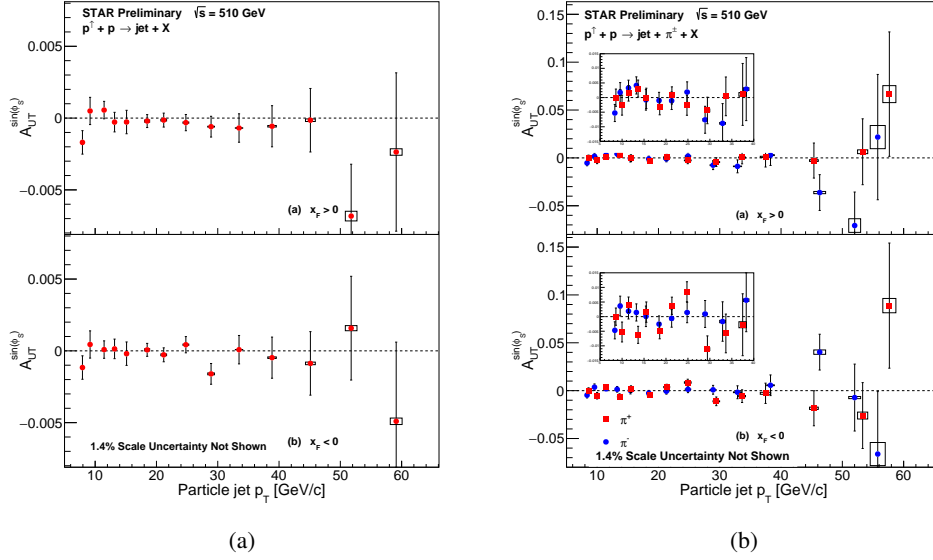 STAR Preliminary √s = 510 GeV
p↑ + p → jet + X
A_UT^sin(φ_S)
0.005
0
−0.005
(a) x_F > 0
A_UT^sin(φ_S)
0.005
0
−0.005
(b) x_F < 0
1.4% Scale Uncertainty Not Shown
10 20 30 40 50 60
Particle jet p_T [GeV/c]
(a)
STAR Preliminary √s = 510 GeV
p↑ + p → jet + π± + X
A_UT^sin(φ_S)
0.15
0.1
0.05
0
−0.05
(a) x_F > 0
A_UT^sin(φ_S)
0.15
0.1
0.05
0
−0.05
π+
π-
(b) x_F < 0
1.4% Scale Uncertainty Not Shown
10 20 30 40 50 60
Particle jet p_T [GeV/c]
(b)